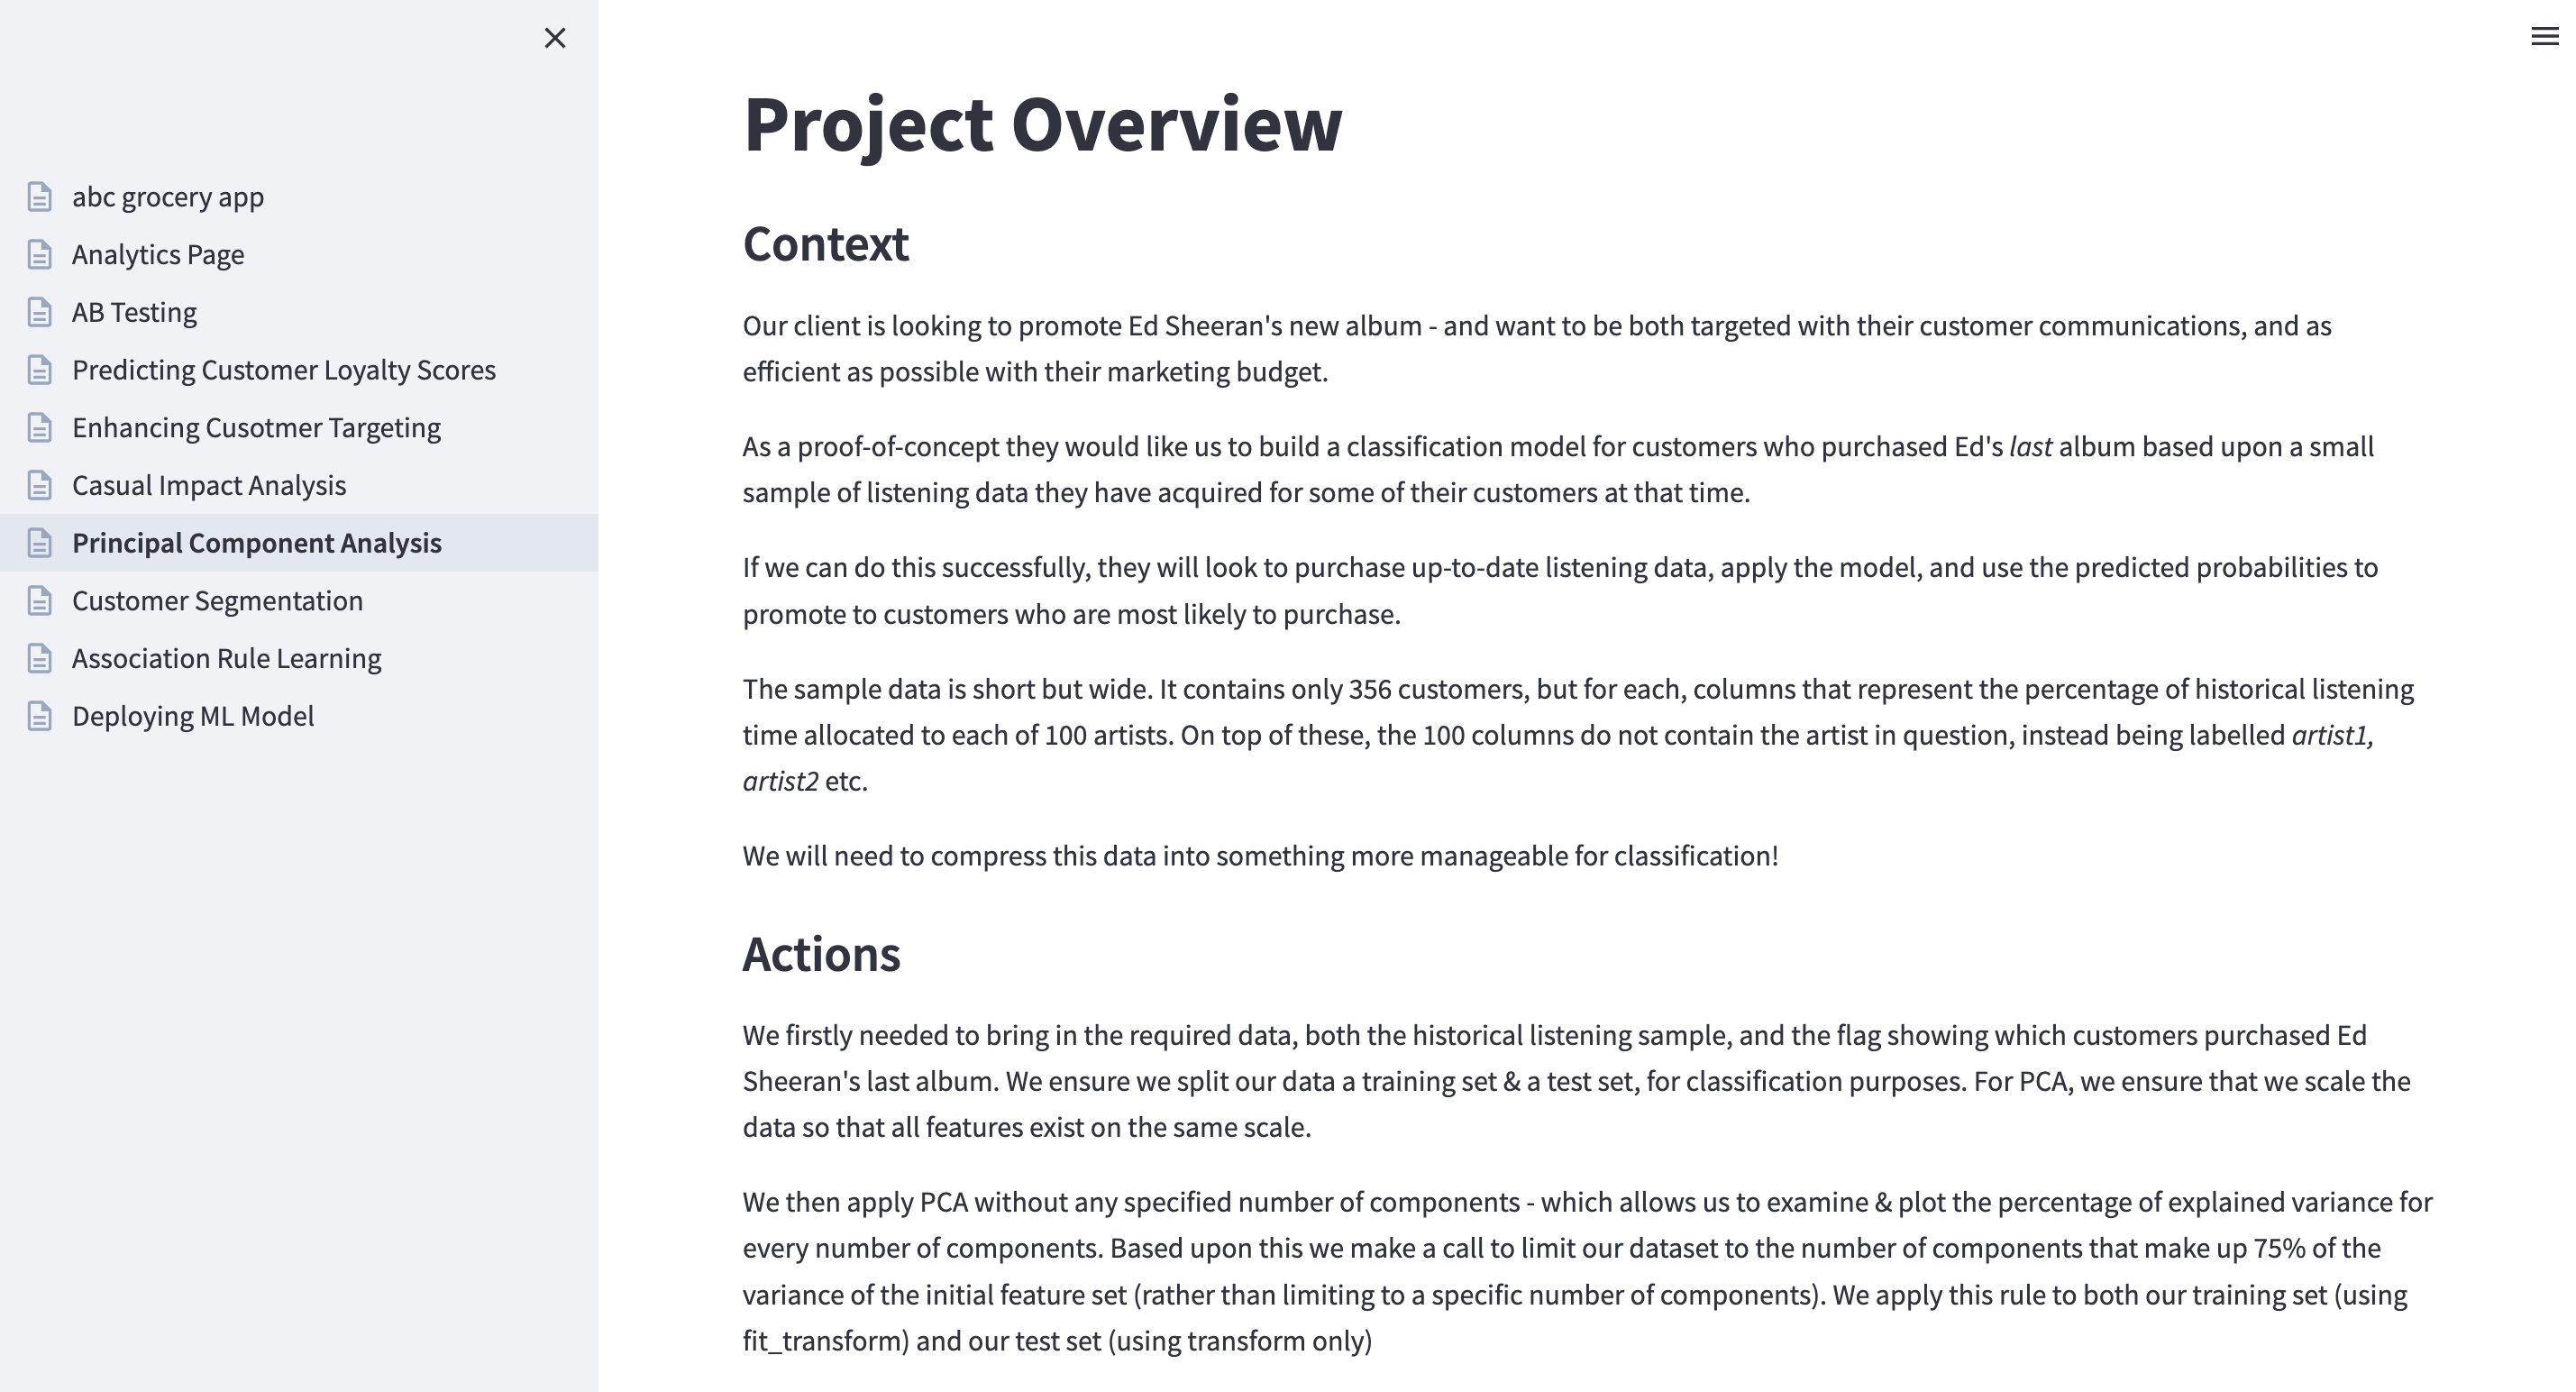 abc grocery app
Analytics Page
AB Testing
Predicting Customer Loyalty Scores
Enhancing Cusotmer Targeting
Casual Impact Analysis
Principal Component Analysis
Customer Segmentation
Association Rule Learning
Deploying ML Model
Project Overview
Context
Our client is looking to promote Ed Sheeran's new album - and want to be both targeted with their customer communications, and as
efficient as possible with their marketing budget.
As a proof-of-concept they would like us to build a classification model for customers who purchased Ed's last album based upon a small
sample of listening data they have acquired for some of their customers at that time.
If we can do this successfully, they will look to purchase up-to-date listening data, apply the model, and use the predicted probabilities to
promote to customers who are most likely to purchase.
The sample data is short but wide. It contains only 356 customers, but for each, columns that represent the percentage of historical listening
time allocated to each of 100 artists. On top of these, the 100 columns do not contain the artist in question, instead being labelled artist1,
artist2 etc.
We will need to compress this data into something more manageable for classification!
Actions
We firstly needed to bring in the required data, both the historical listening sample, and the flag showing which customers purchased Ed
Sheeran's last album. We ensure we split our data a training set & a test set, for classification purposes. For PCA, we ensure that we scale the
data so that all features exist on the same scale.
We then apply PCA without any specified number of components - which allows us to examine & plot the percentage of explained variance for
every number of components. Based upon this we make a call to limit our dataset to the number of components that make up 75% of the
variance of the initial feature set (rather than limiting to a specific number of components). We apply this rule to both our training set (using
fit_transform) and our test set (using transform only)